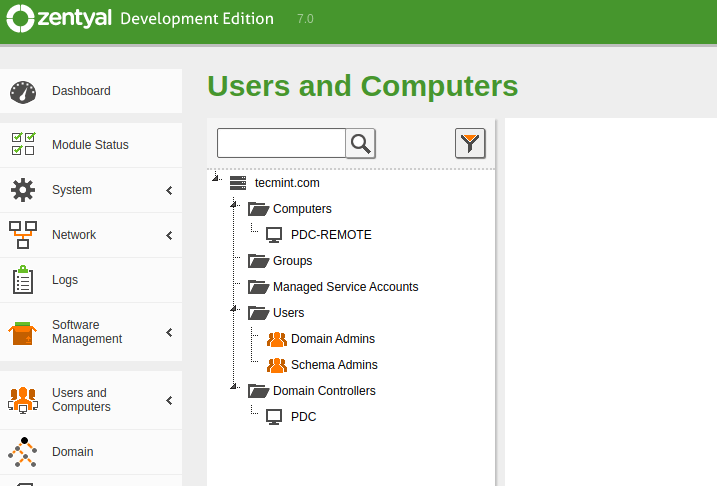 zentyal Development Edition 7.0
Users and Computers
Dashboard
Module Status
System
Network
Logs
Software
Management
Users and
Computers
Domain
tecmint.com
Computers
PDC-REMOTE
Groups
Managed Service Accounts
Users
Domain Admins
Schema Admins
Domain Controllers
PDC